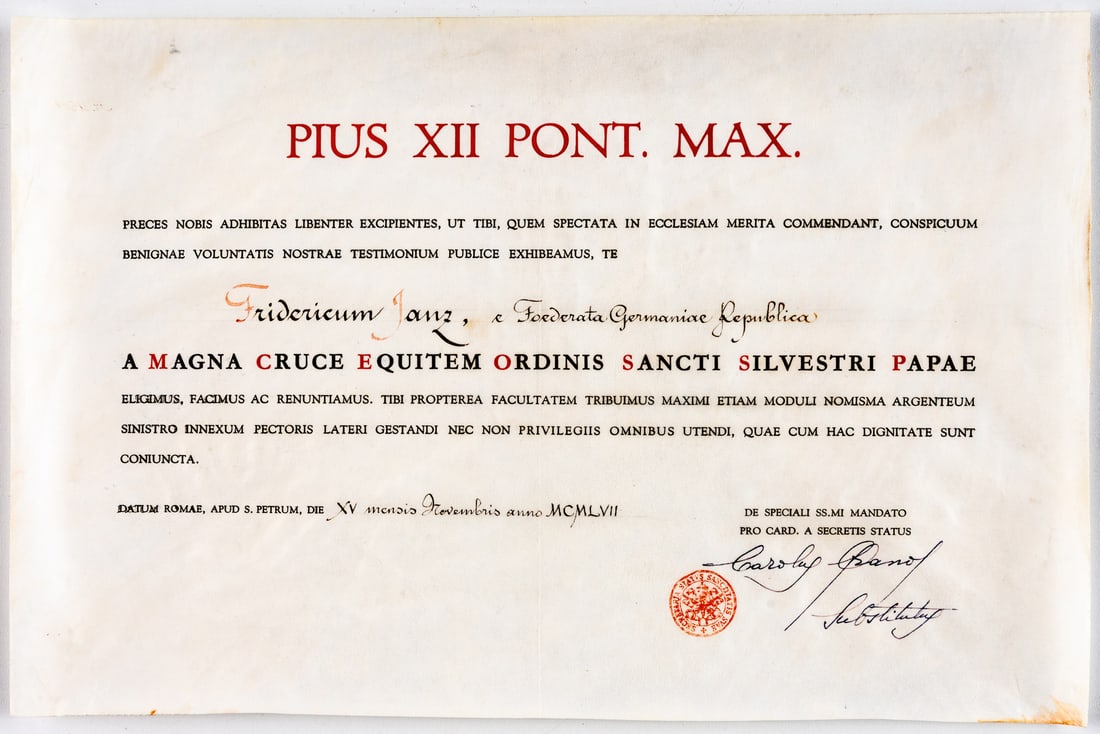 PIUS XII PONT. MAX.
PRECES NOBIS ADHIBITAS LIBENTER EXCIPIENTES, UT TIBI, QUEM SPECTATA IN ECCLESIAM MERITA COMMENDANT, CONSPICUUM
BENIGNAE VOLUNTATIS NOSTRAE TESTIMONIUM PUBLICE EXHIBEAMUS, TE
Fridericum Janz, e Foederata Germaniae Republica
A MAGNA CRUCE EQUITEM ORDINIS SANCTI SILVESTRI PAPAE
ELIGIMUS, FACIMUS AC RENUNTIAMUS. TIBI PROPTEREA FACULTATEM TRIBUIMUS MAXIMI ETIAM MODULI NOMISMA ARGENTEUM
SINISTRO INNEXUM PECTORIS LATERI GESTANDI NEC NON PRIVILEGIIS OMNIBUS UTENDI, QUAE CUM HAC DIGNITATE SUNT
CONIUNCTA.
DATUM ROMAE, APUD S. PETRUM, DIE XV mensis Novembris anno MCMLVII
DE SPECIALI SS.MI MANDATO
PRO CARD. A SECRETIS STATUS
Carolus
Substitutus